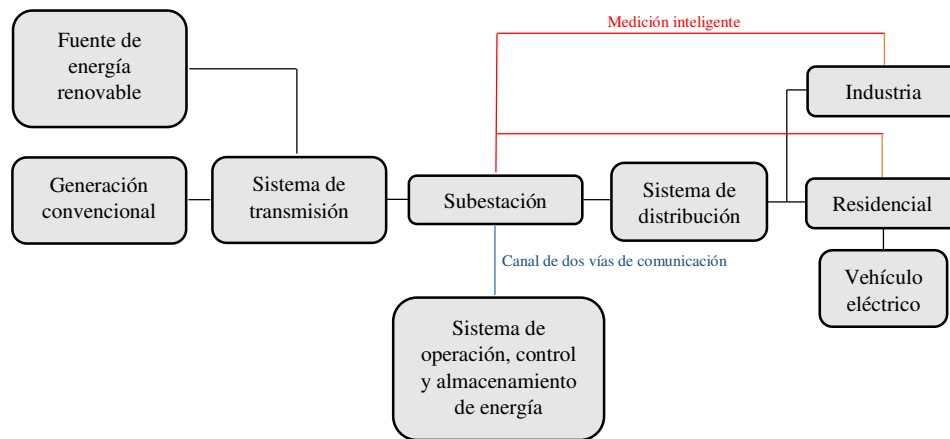 Medición inteligente
Fuente de
energía
renovable
Industria
Generación
convencional
Sistema de
transmisión
Subestación
Sistema de
distribución
Residencial
Canal de dos vías de comunicación
Vehículo
eléctrico
Sistema de
operación, control
y almacenamiento
de energía